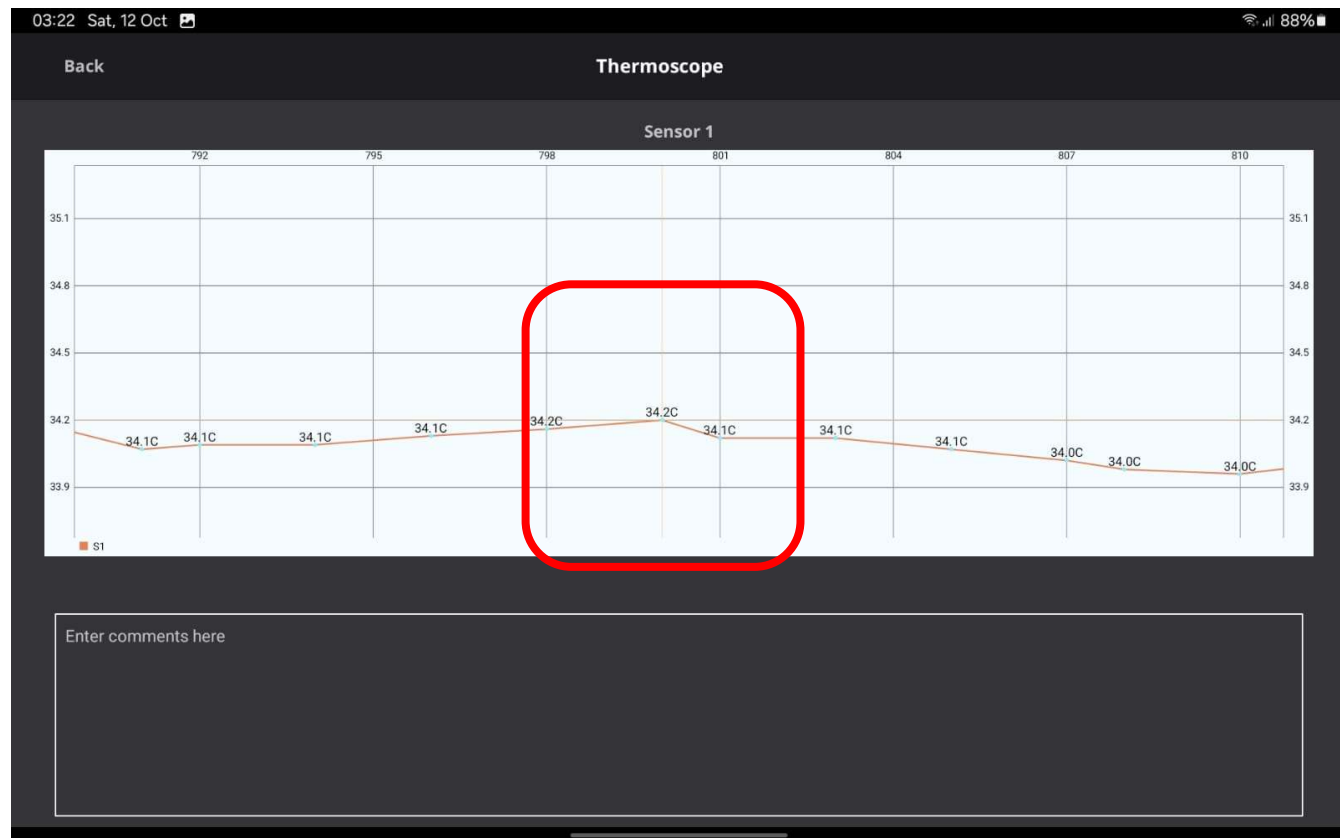 03:22 Sat, 12 Oct 88%
Back Thermoscope
Sensor 1
792 795 798 801 804 807 810
35.1 35.1
34.8 34.8
34.5 34.5
34.2 34.1C 34.1C 34.1C 34.1C 34.2C 34.2C 34.1C 34.1C 34.1C 34.0C 34.0C 34.0C 34.2
33.9 33.9
S1
Enter comments here